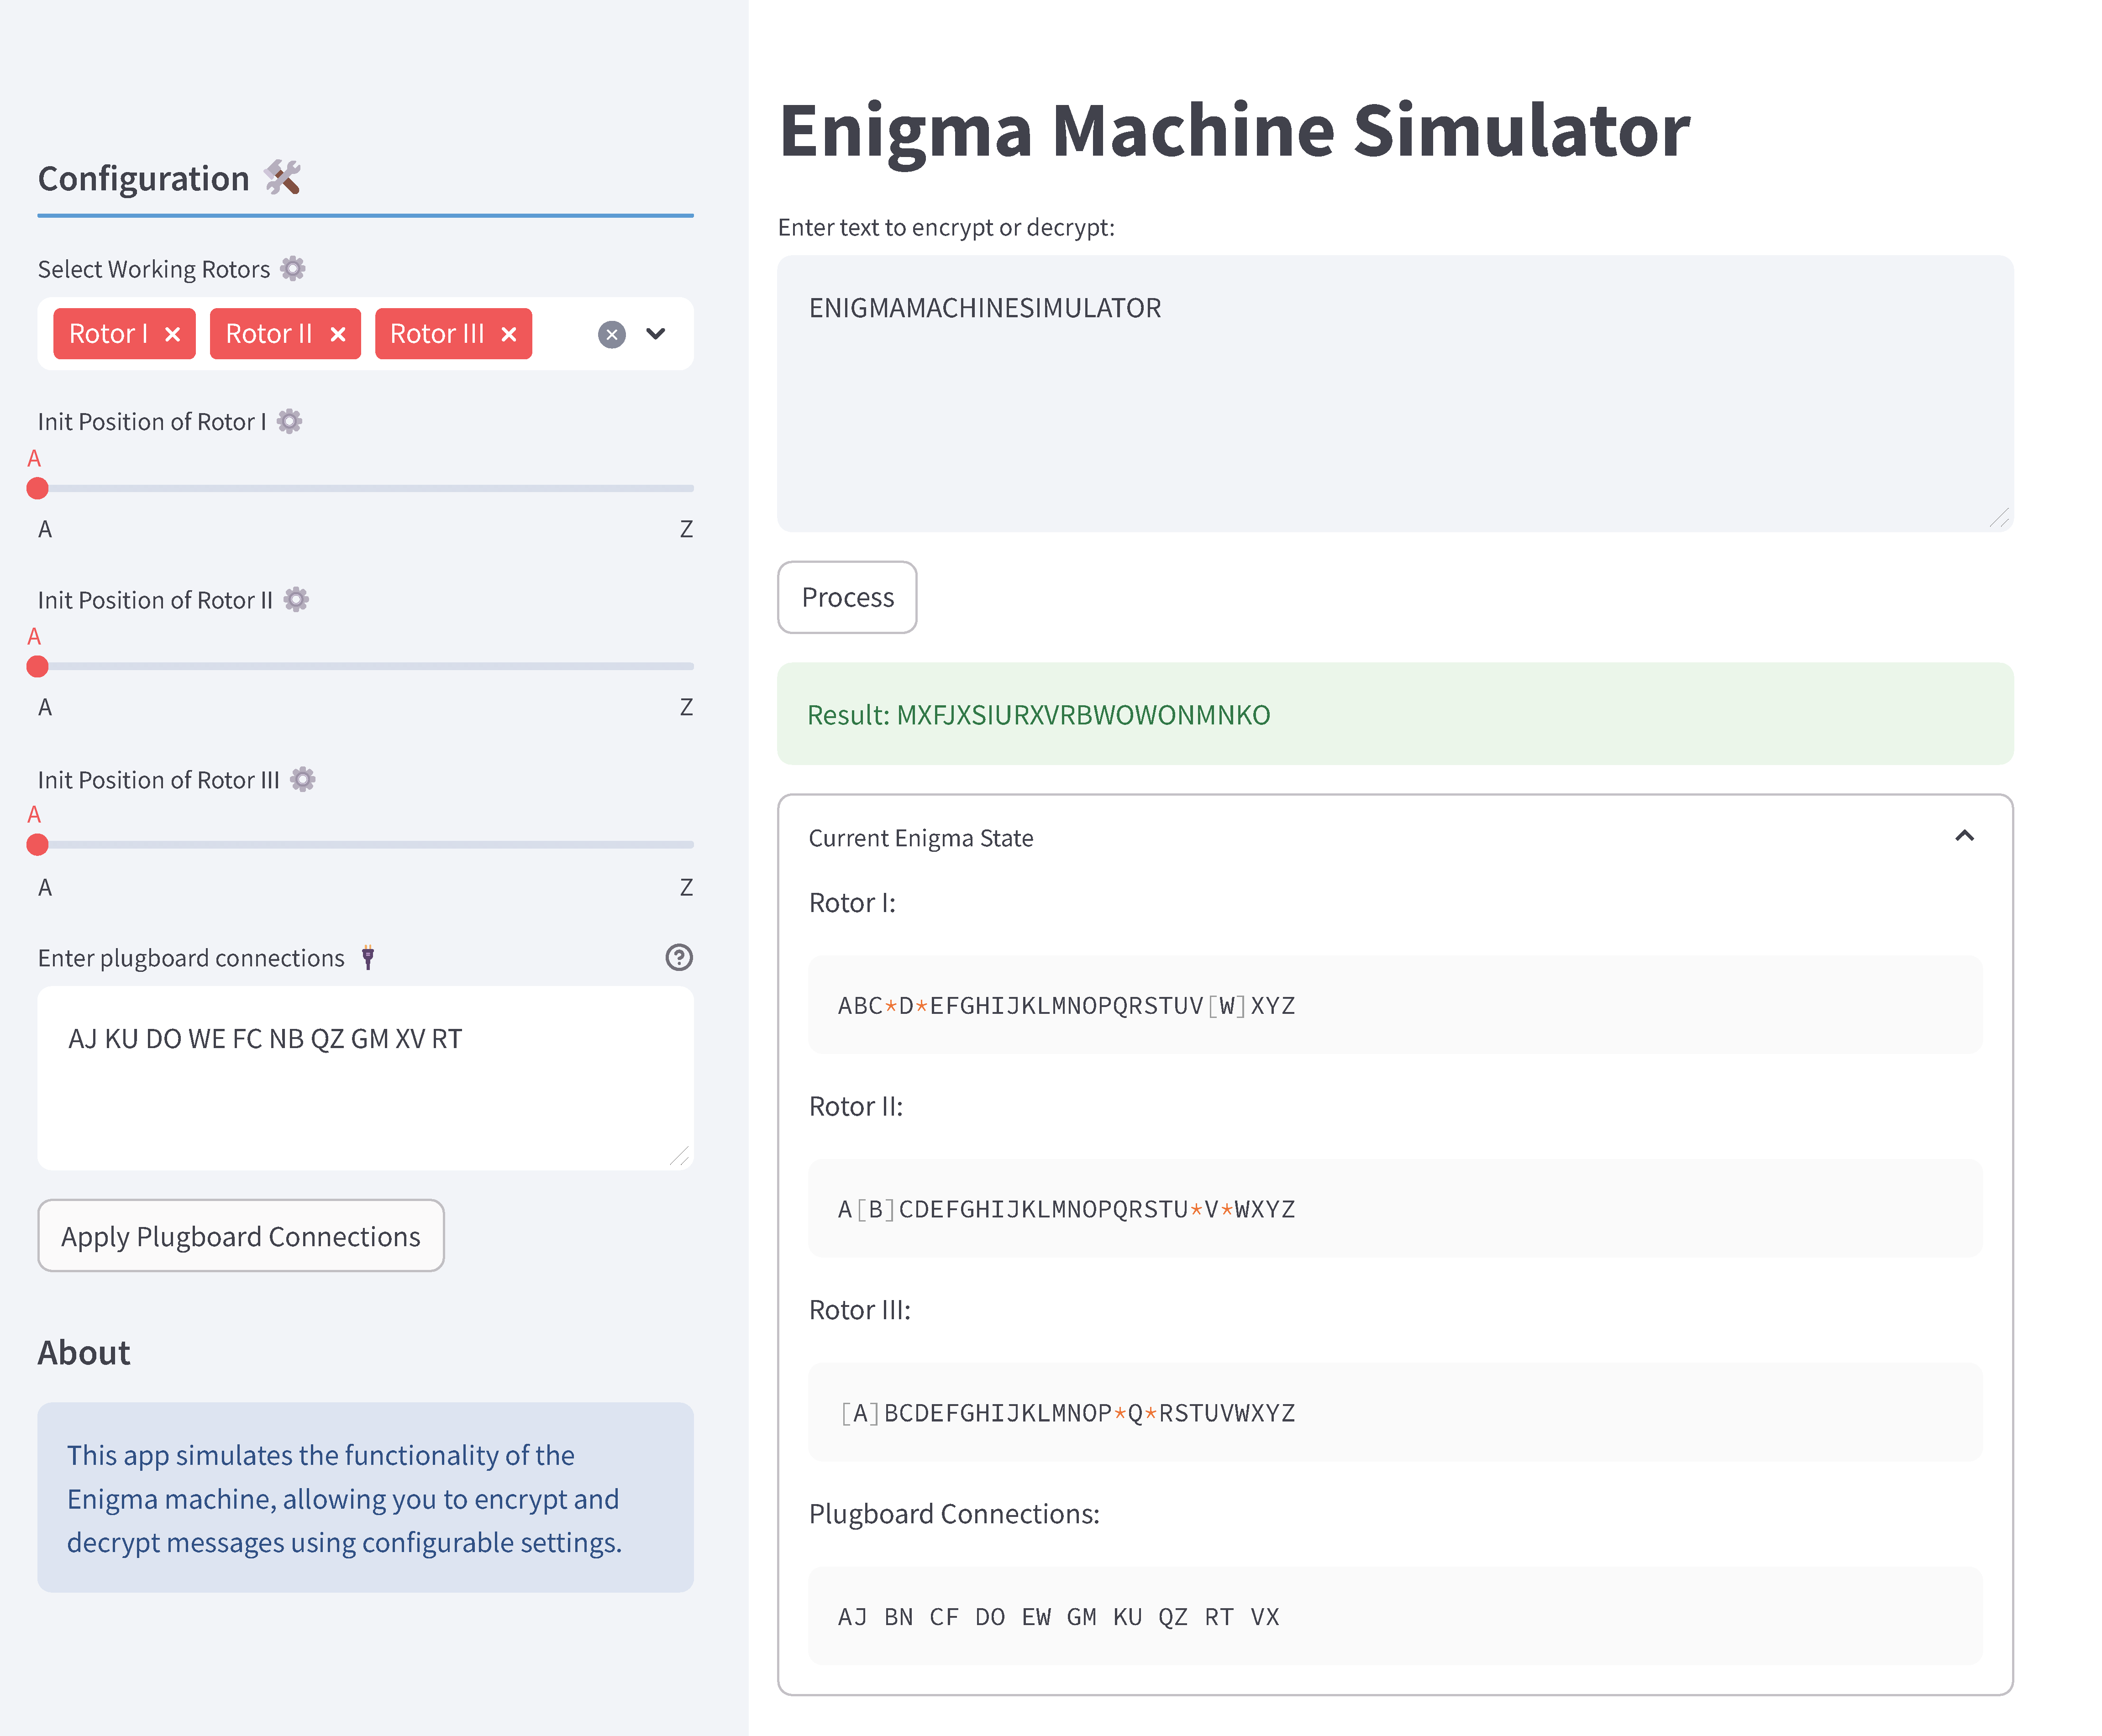 Configuration
Select Working Rotors
Rotor I
Rotor II
Rotor III
Init Position of Rotor I
A
A Z
Init Position of Rotor II
A
A Z
Init Position of Rotor III
A
A Z
Enter plugboard connections
AJ KU DO WE FC NB QZ GM XV RT
Apply Plugboard Connections
About
This app simulates the functionality of the
Enigma machine, allowing you to encrypt and
decrypt messages using configurable settings.
Enigma Machine Simulator
Enter text to encrypt or decrypt:
ENIGMAMACHINESIMULATOR
Process
Result: MXFJXSIURXVRBWOWONMNKO
Current Enigma State
Rotor I:
ABC*D*EFGHIJKLMNOPQRSTUV[W]XYZ
Rotor II:
A[B]CDEFGHIJKLMNOPQRSTU*V*WXYZ
Rotor III:
[A]BCDEFGHIJKLMNOP*Q*RSTUVWXYZ
Plugboard Connections:
AJ BN CF DO EW GM KU QZ RT VX